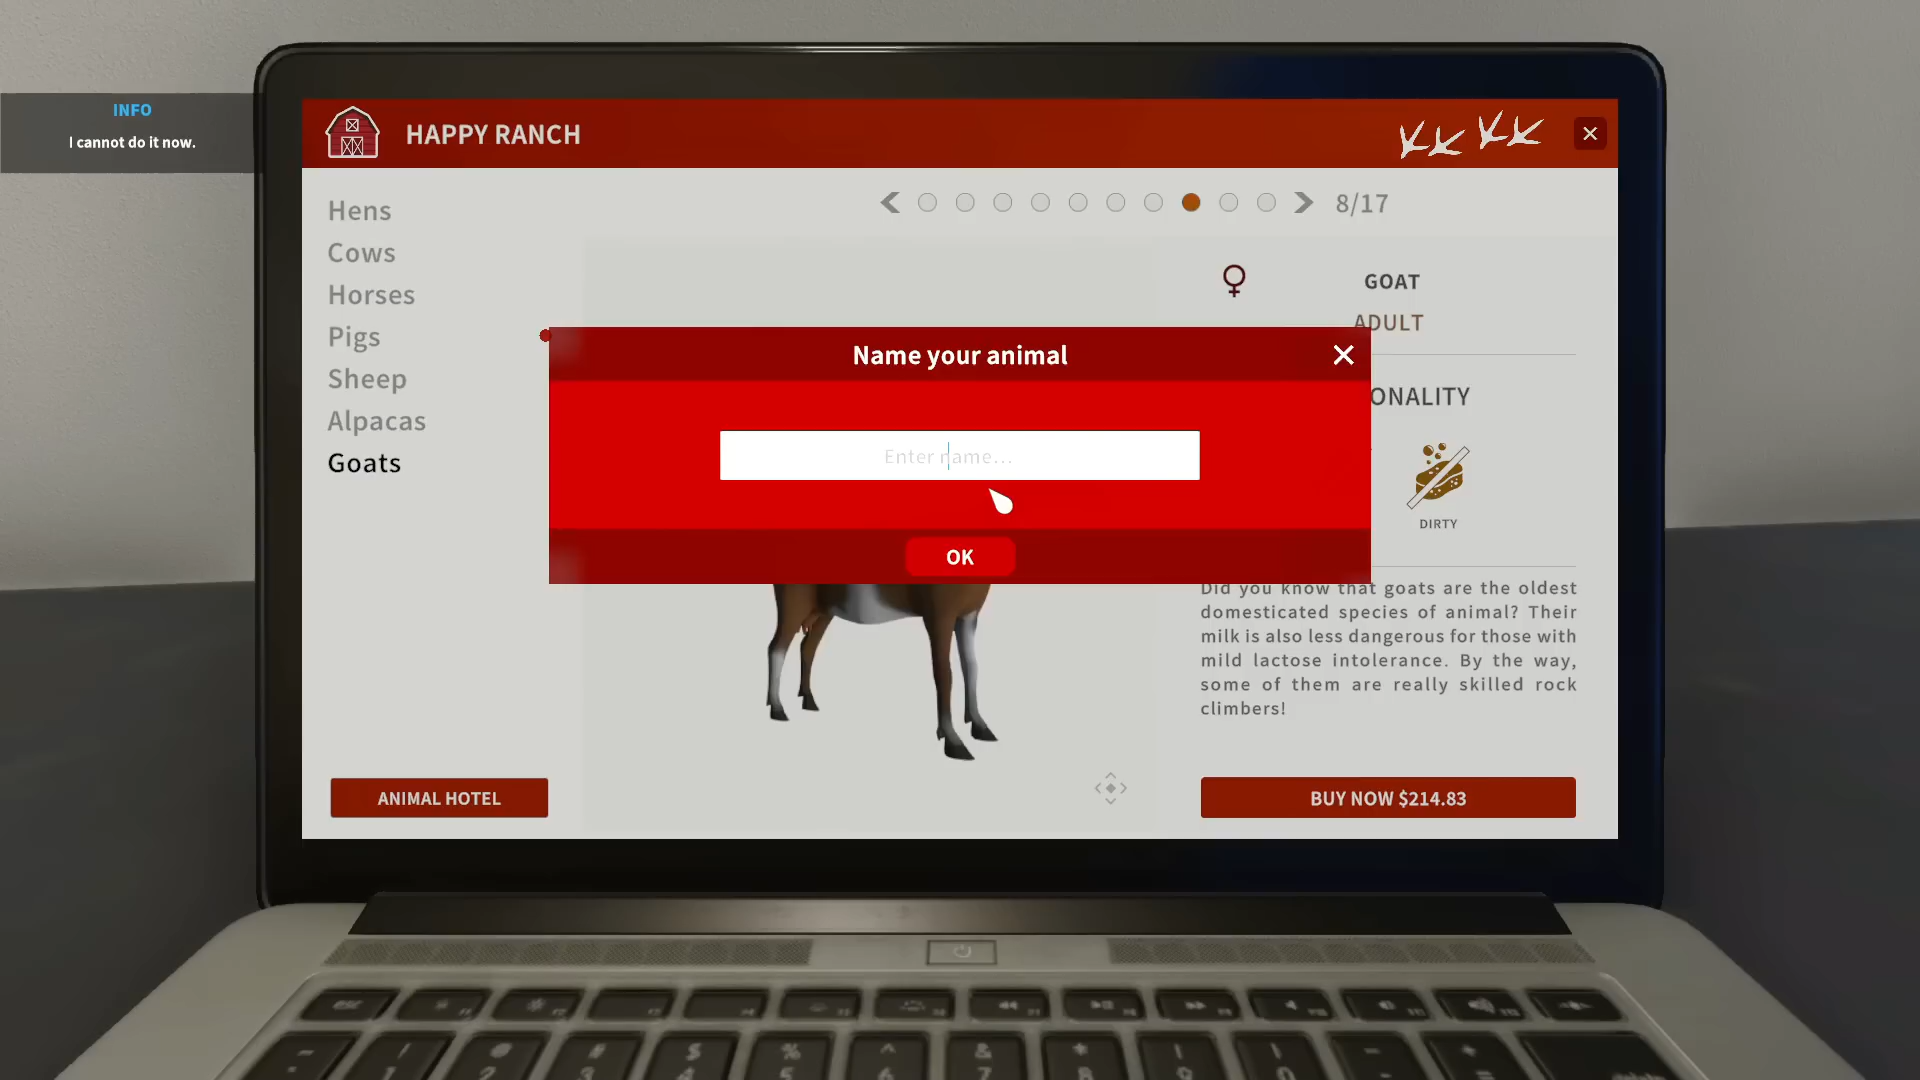 INFO
I cannot do it now.
HAPPY RANCH
8/17
Hens
Cows
Horses
Pigs
Sheep
Alpacas
Goats
GOAT
ADULT
Name your animal
ONALITY
Enter name...
DIRTY
OK
Did you know that goats are the oldest
domesticated species of animal? Their
milk is also less dangerous for those with
mild lactose intolerance. By the way,
some of them are really skilled rock
climbers!
ANIMAL HOTEL
BUY NOW $214.83
esc